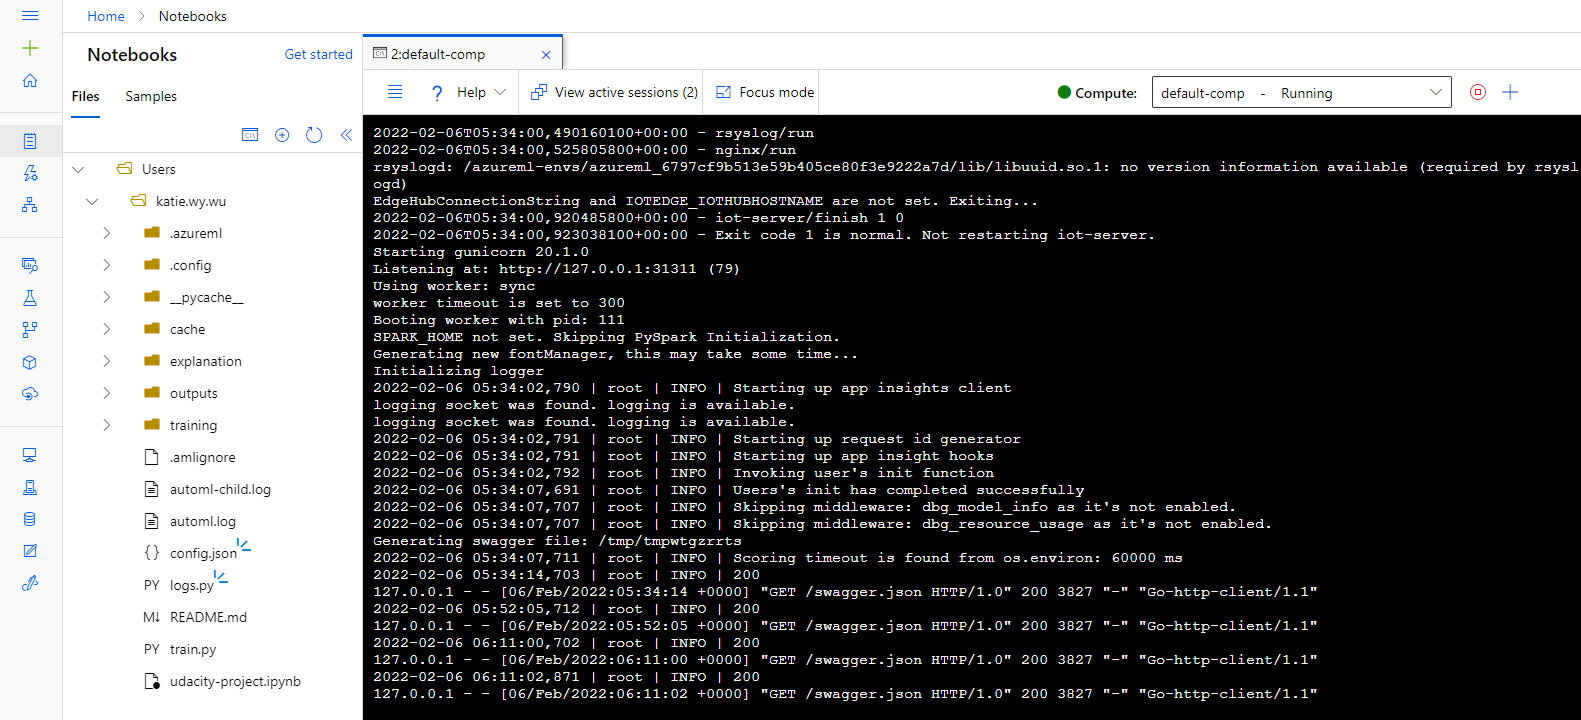 Home > Notebooks
Notebooks
Get started
Files
Samples
Users
katie.wy.wu
.azureml
.config
__pycache__
cache
explanation
outputs
training
.amlignore
automl-child.log
automl.log
{} config.json
PY logs.py
M↓ README.md
PY train.py
udacity-project.ipynb
2:default-comp ×
? Help
View active sessions (2)
Focus mode
Compute:
default-comp - Running
2022-02-06T05:34:00,490160100+00:00 - rsyslog/run
2022-02-06T05:34:00,525805800+00:00 - nginx/run
rsyslogd: /azureml-envs/azureml_6797cf9b513e59b405ce80f3e9222a7d/lib/libuuid.so.1: no version information available (required by rsysl
ogd)
EdgeHubConnectionString and IOTEDGE_IOTHUBHOSTNAME are not set. Exiting...
2022-02-06T05:34:00,920485800+00:00 - iot-server/finish 1 0
2022-02-06T05:34:00,923038100+00:00 - Exit code 1 is normal. Not restarting iot-server.
Starting gunicorn 20.1.0
Listening at: http://127.0.0.1:31311 (79)
Using worker: sync
worker timeout is set to 300
Booting worker with pid: 111
SPARK_HOME not set. Skipping PySpark Initialization.
Generating new fontManager, this may take some time...
Initializing logger
2022-02-06 05:34:02,790 | root | INFO | Starting up app insights client
logging socket was found. logging is available.
logging socket was found. logging is available.
2022-02-06 05:34:02,791 | root | INFO | Starting up request id generator
2022-02-06 05:34:02,791 | root | INFO | Starting up app insight hooks
2022-02-06 05:34:02,792 | root | INFO | Invoking user's init function
2022-02-06 05:34:07,691 | root | INFO | Users's init has completed successfully
2022-02-06 05:34:07,707 | root | INFO | Skipping middleware: dbg_model_info as it's not enabled.
2022-02-06 05:34:07,707 | root | INFO | Skipping middleware: dbg_resource_usage as it's not enabled.
Generating swagger file: /tmp/tmpwtgzrrts
2022-02-06 05:34:07,711 | root | INFO | Scoring timeout is found from os.environ: 60000 ms
2022-02-06 05:34:14,703 | root | INFO | 200
127.0.0.1 - - [06/Feb/2022:05:34:14 +0000] "GET /swagger.json HTTP/1.0" 200 3827 "-" "Go-http-client/1.1"
2022-02-06 05:52:05,712 | root | INFO | 200
127.0.0.1 - - [06/Feb/2022:05:52:05 +0000] "GET /swagger.json HTTP/1.0" 200 3827 "-" "Go-http-client/1.1"
2022-02-06 06:11:00,702 | root | INFO | 200
127.0.0.1 - - [06/Feb/2022:06:11:00 +0000] "GET /swagger.json HTTP/1.0" 200 3827 "-" "Go-http-client/1.1"
2022-02-06 06:11:02,871 | root | INFO | 200
127.0.0.1 - - [06/Feb/2022:06:11:02 +0000] "GET /swagger.json HTTP/1.0" 200 3827 "-" "Go-http-client/1.1"